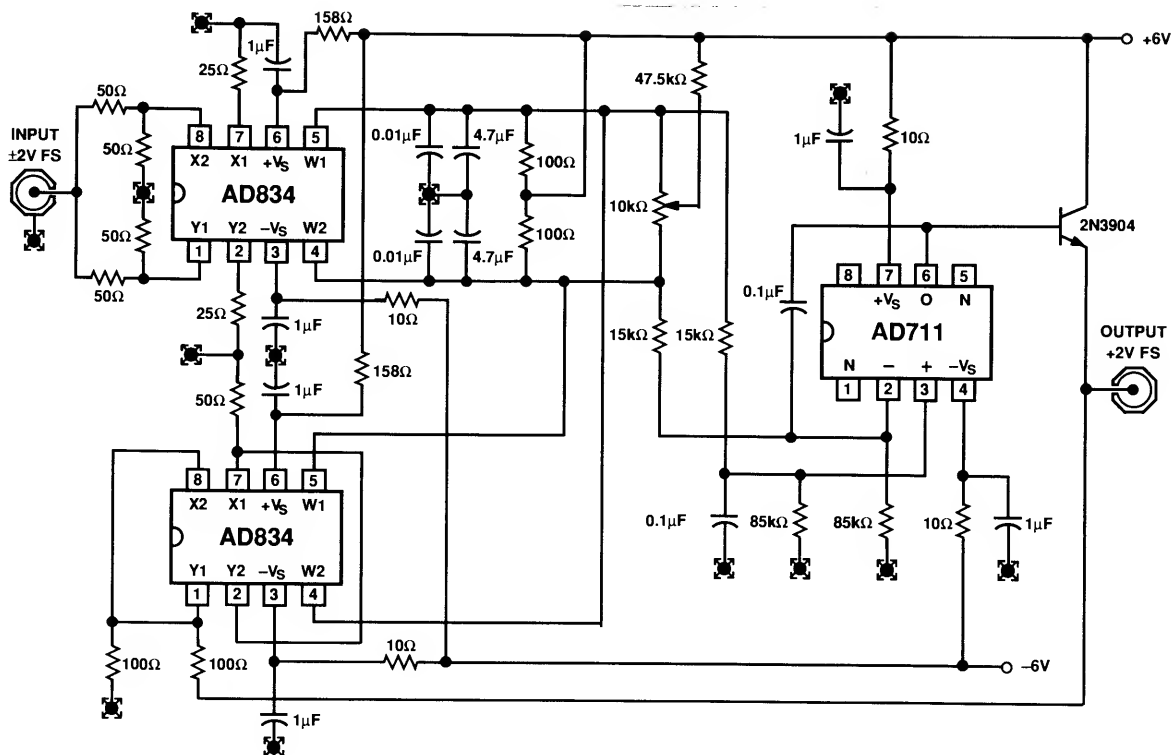 158Ω
+6V
1μF
25Ω
47.5kΩ
50Ω
INPUT
±2V FS
50Ω
50Ω
50Ω
8 7 6 5
X2 X1 +VS W1
AD834
Y1 Y2 −VS W2
1 2 3 4
0.01μF
4.7μF
100Ω
0.01μF
4.7μF
100Ω
10kΩ
1μF
10Ω
2N3904
25Ω
1μF
10Ω
1μF
50Ω
158Ω
15kΩ
15kΩ
0.1μF
8 7 6 5
+VS O N
AD711
N − + −VS
1 2 3 4
OUTPUT
+2V FS
8 7 6 5
X2 X1 +VS W1
AD834
Y1 Y2 −VS W2
1 2 3 4
0.1μF
85kΩ
85kΩ
10Ω
1μF
100Ω
100Ω
10Ω
−6V
1μF